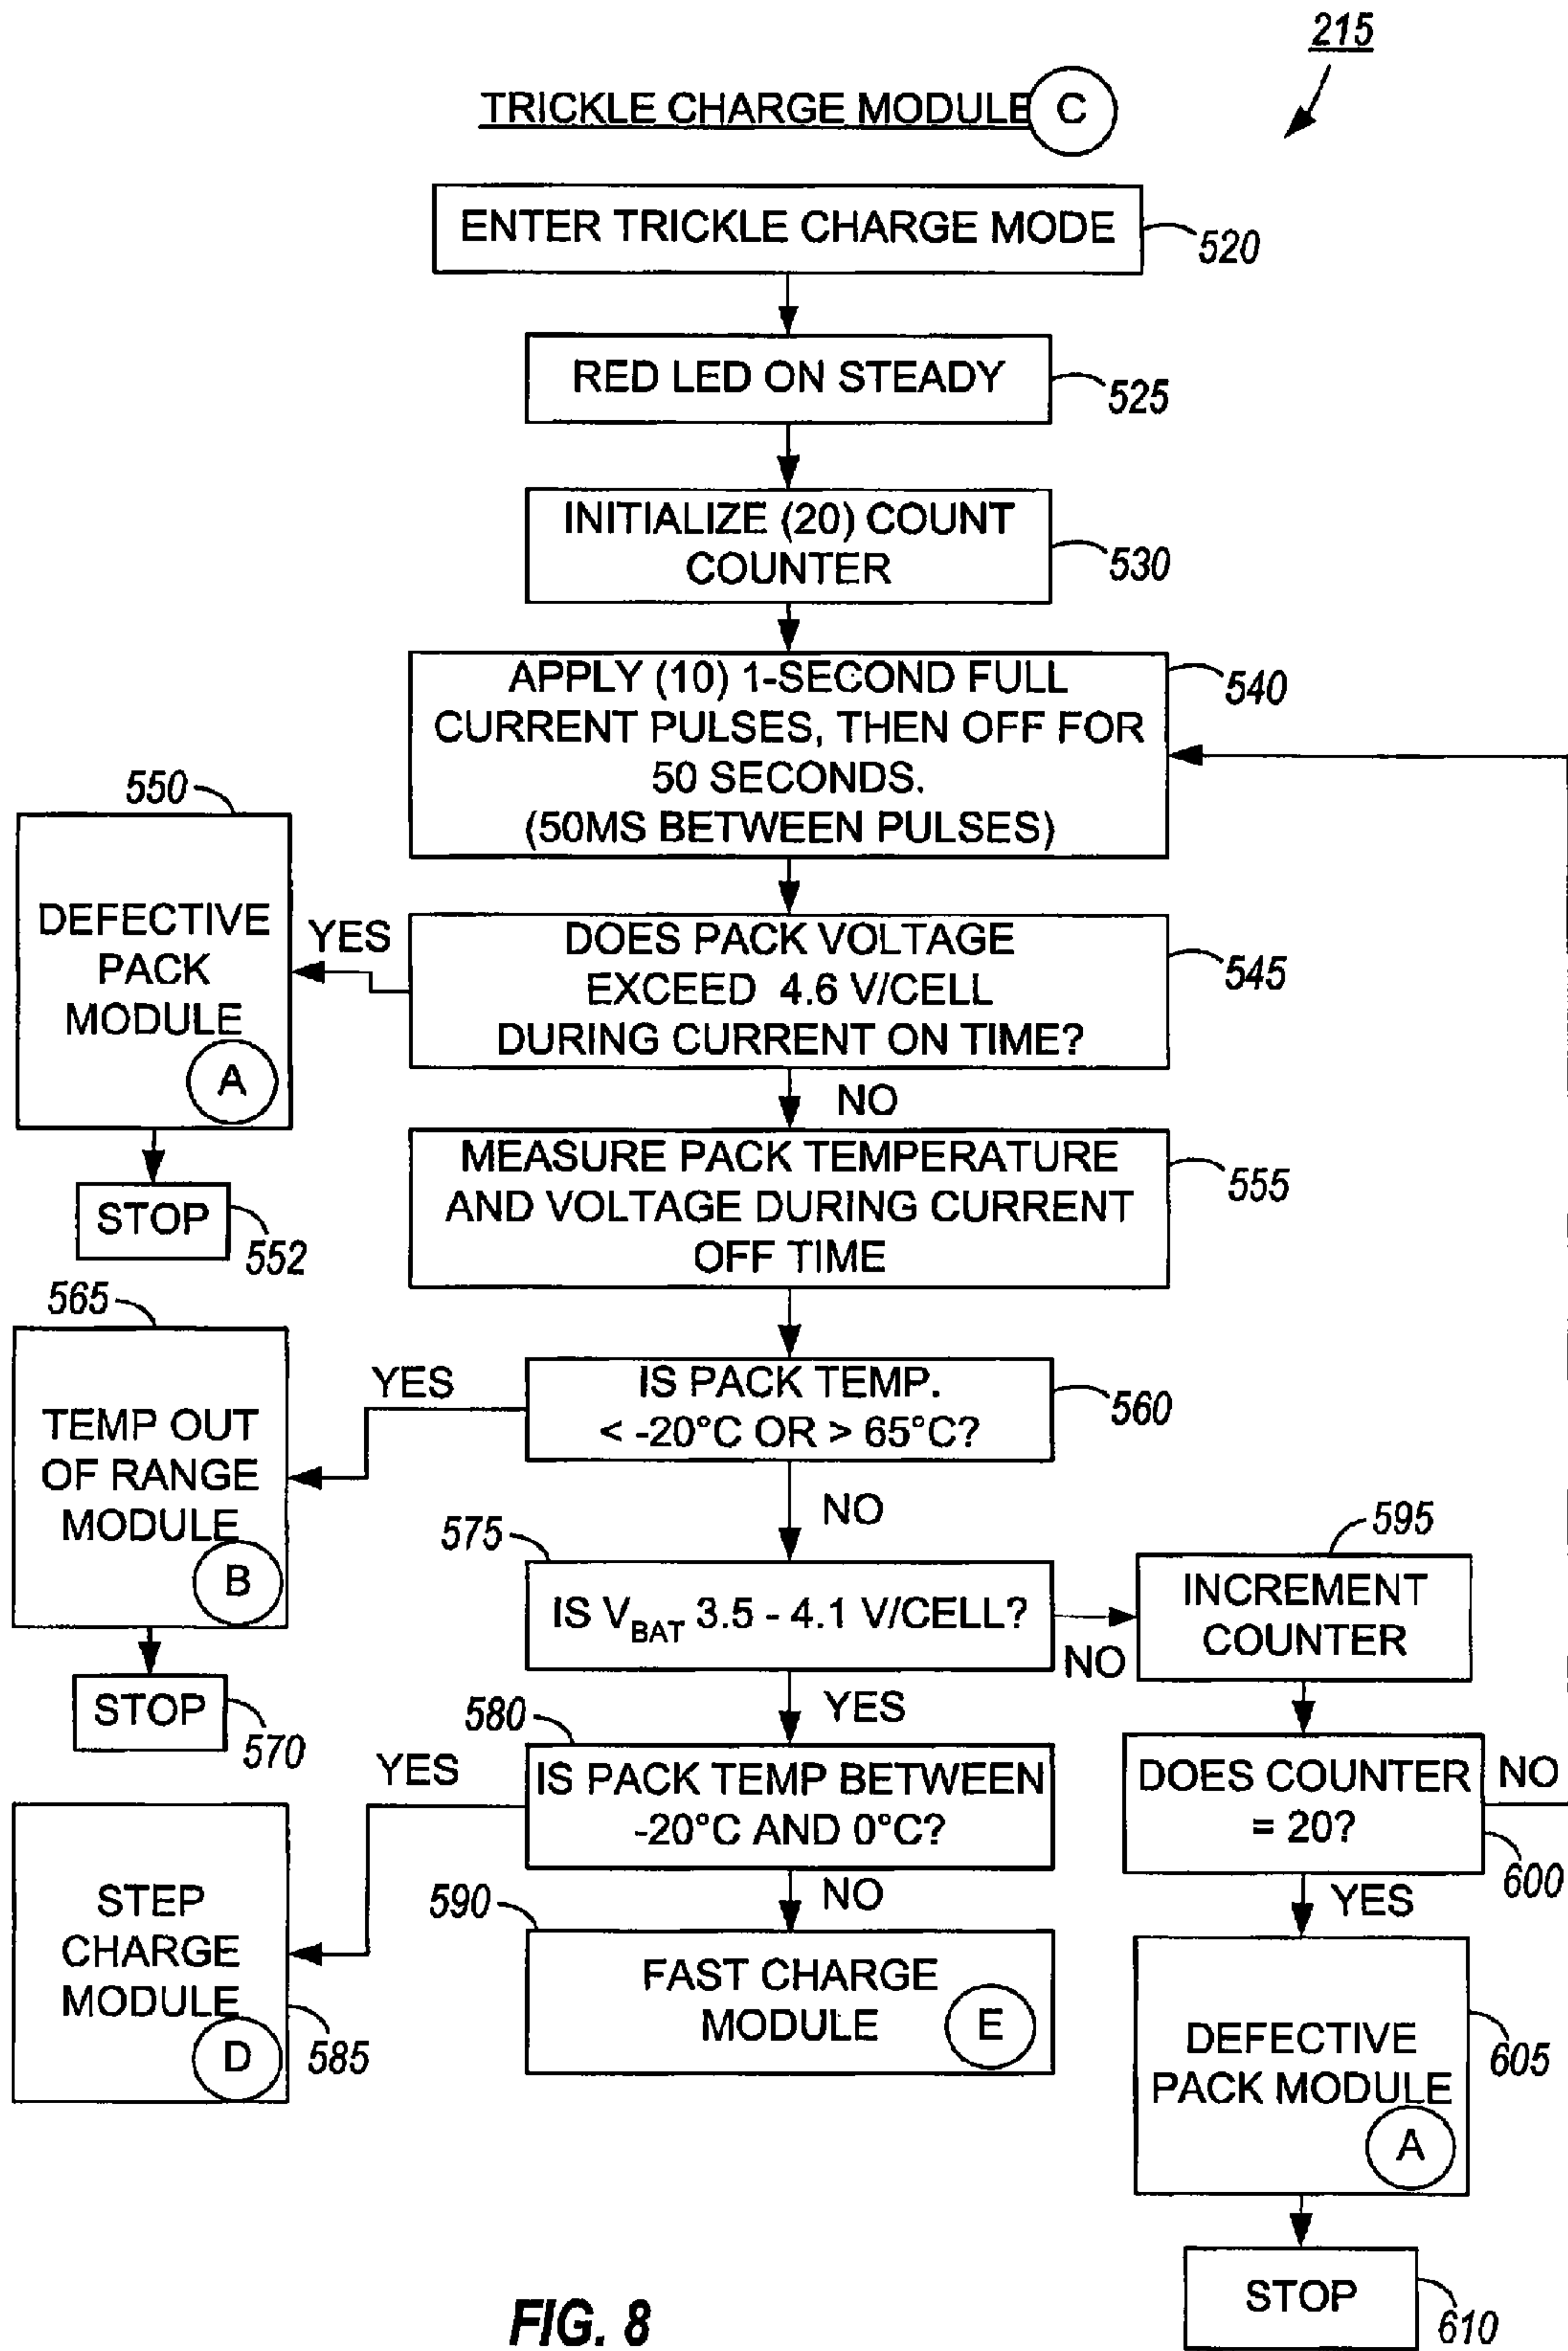 215
TRICKLE CHARGE MODULE C
ENTER TRICKLE CHARGE MODE
520
RED LED ON STEADY
525
INITIALIZE (20) COUNT
COUNTER
530
APPLY (10) 1-SECOND FULL
CURRENT PULSES, THEN OFF FOR
50 SECONDS.
(50MS BETWEEN PULSES)
540
550
DEFECTIVE
PACK
MODULE
A
YES
DOES PACK VOLTAGE
EXCEED 4.6 V/CELL
DURING CURRENT ON TIME?
545
NO
STOP
552
MEASURE PACK TEMPERATURE
AND VOLTAGE DURING CURRENT
OFF TIME
555
565
TEMP OUT
OF RANGE
MODULE
B
YES
IS PACK TEMP.
< -20°C OR > 65°C?
560
NO
STOP
570
575
IS VBAT 3.5 - 4.1 V/CELL?
NO
595
INCREMENT
COUNTER
YES
580
IS PACK TEMP BETWEEN
-20°C AND 0°C?
YES
DOES COUNTER
= 20?
NO
600
STEP
CHARGE
MODULE
D
585
NO
590
FAST CHARGE
MODULE
E
YES
DEFECTIVE
PACK MODULE
A
605
STOP
610
FIG. 8